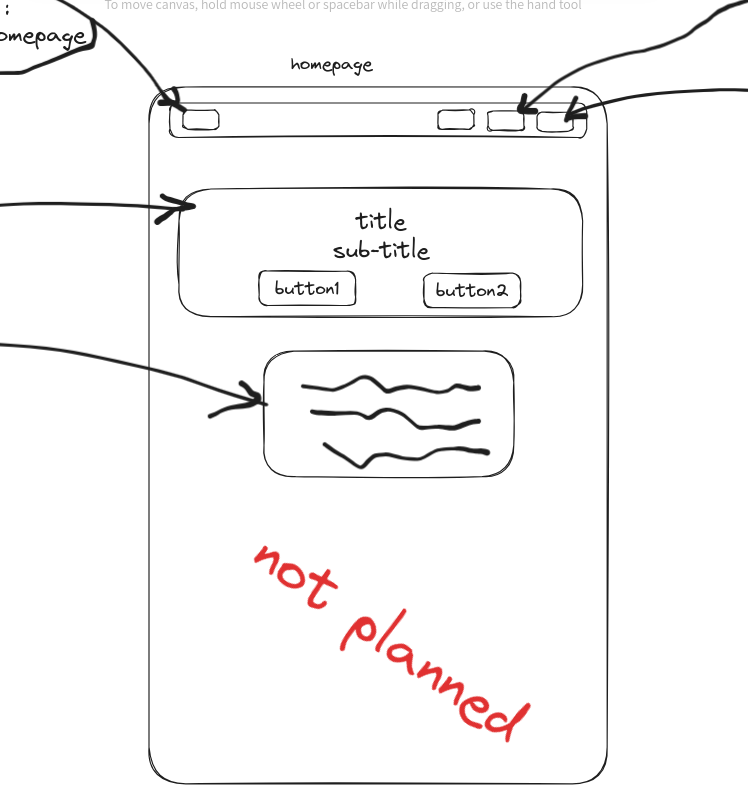 To move canvas, hold mouse wheel or spacebar while dragging, or use the hand tool
:
omepage
homepage
title
sub-title
button1
button2
not planned